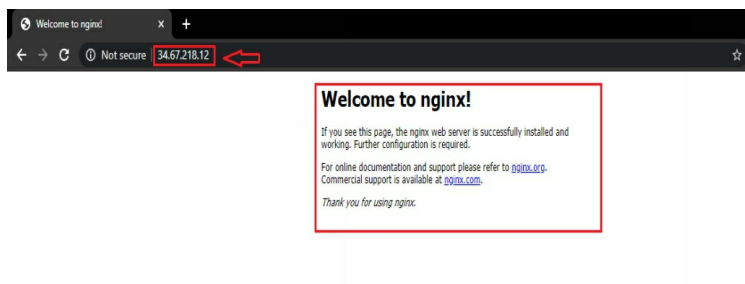 Welcome to nginx!
Not secure
34.67.218.12
Welcome to nginx!
If you see this page, the nginx web server is successfully installed and
working. Further configuration is required.
For online documentation and support please refer to nginx.org.
Commercial support is available at nginx.com.
Thank you for using nginx.